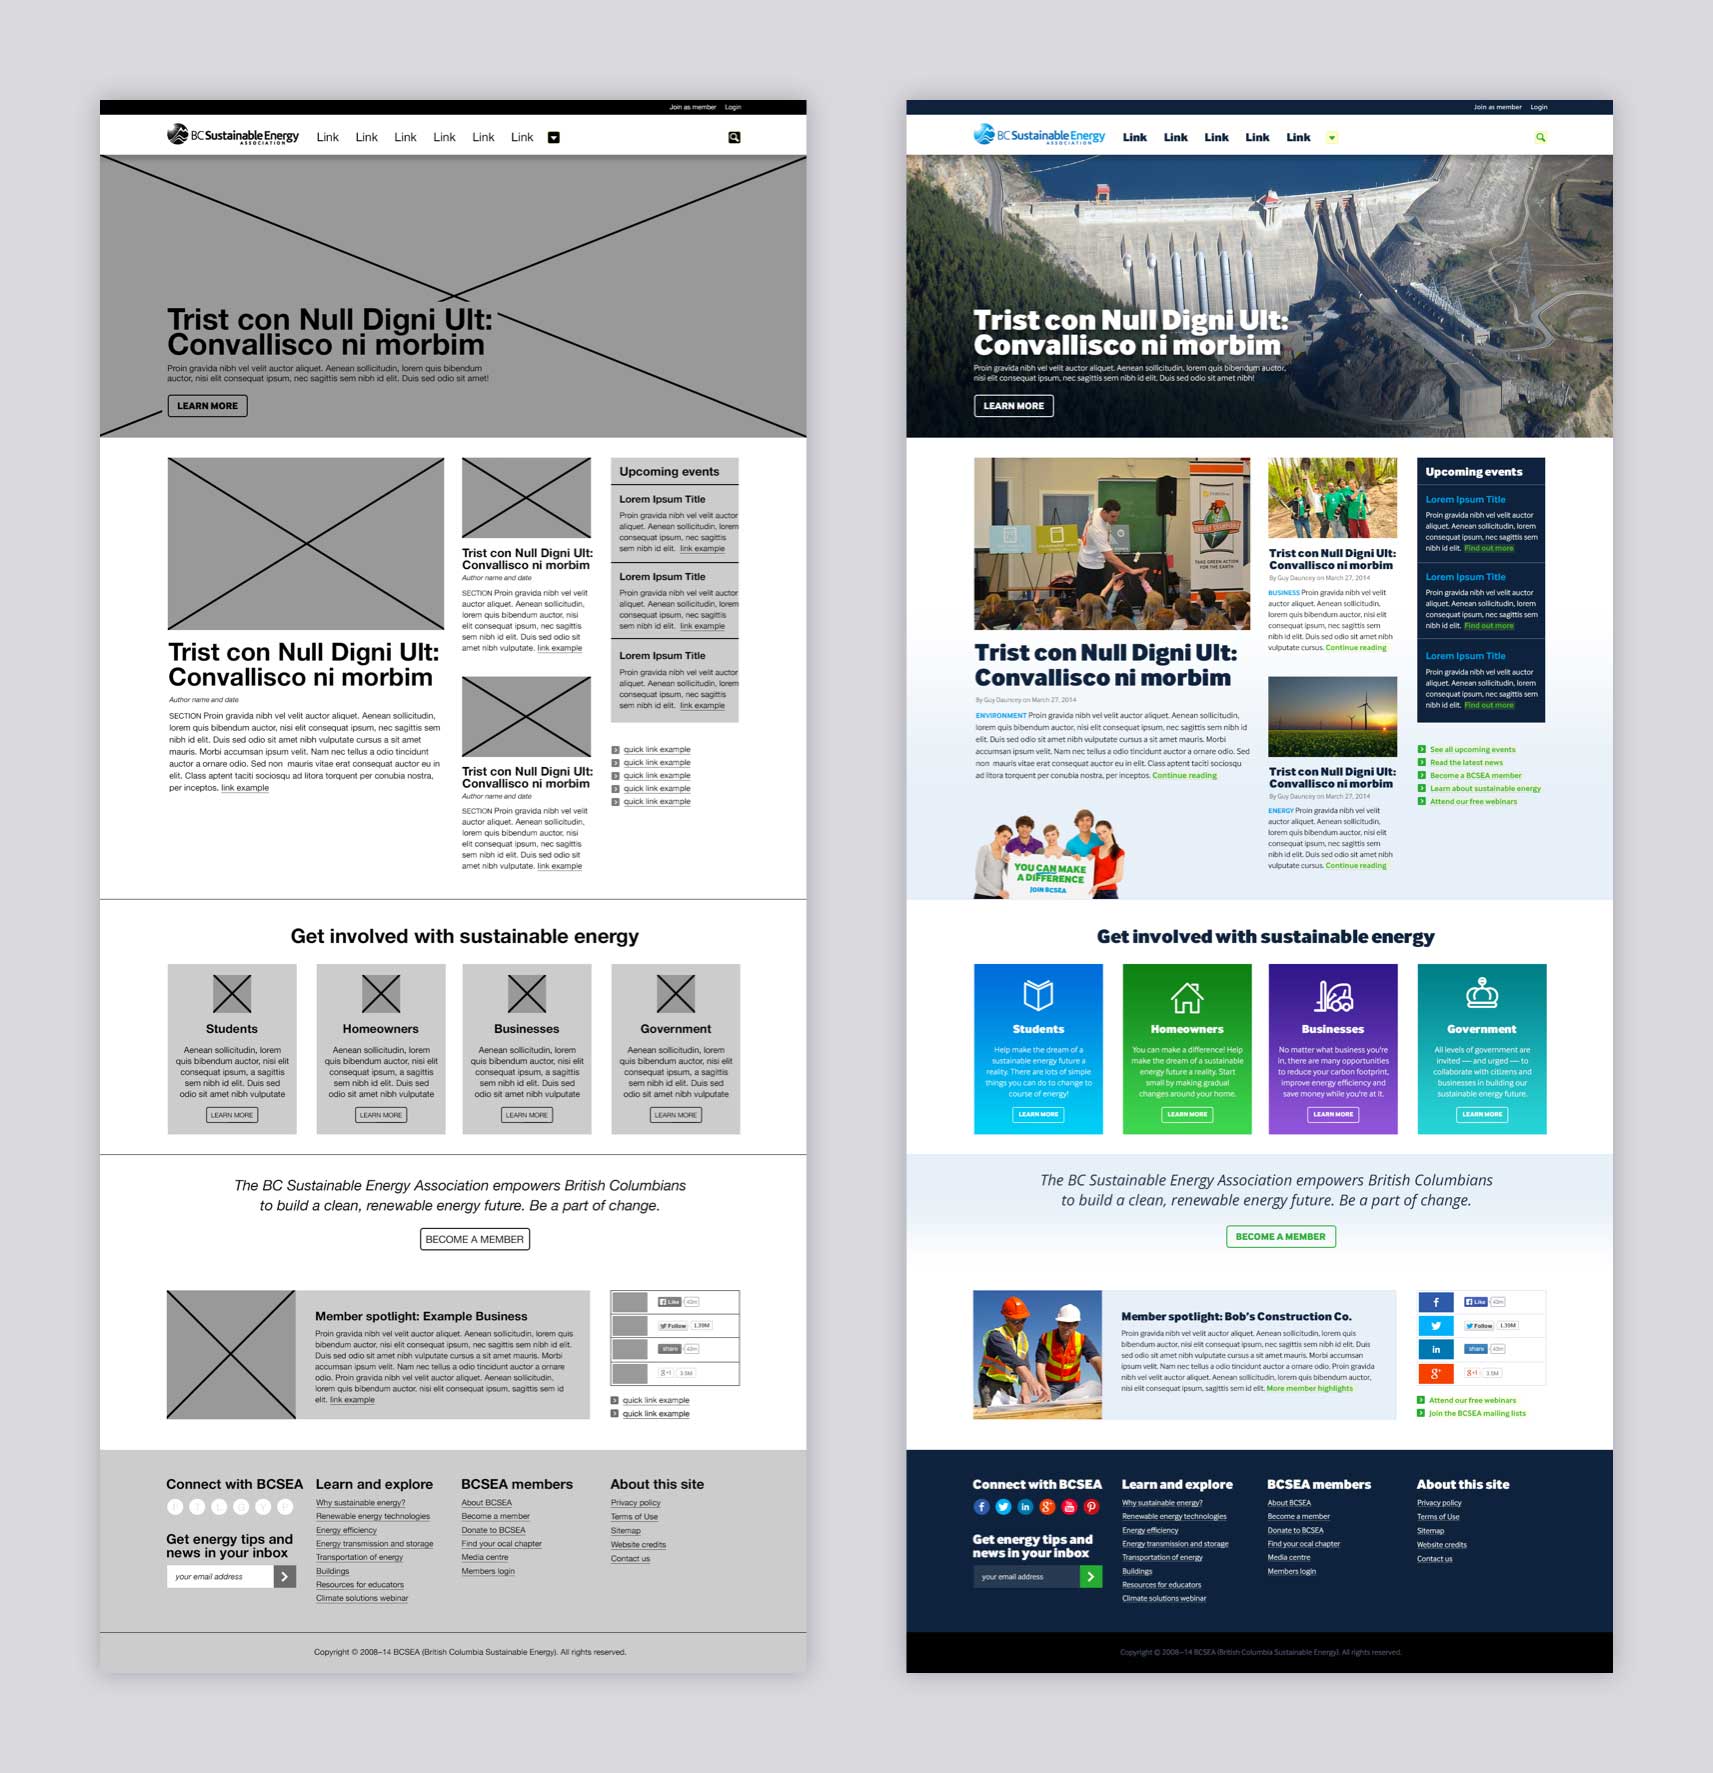 Join as member Login
BC Sustainable Energy
ASSOCIATION
Link Link Link Link Link Link
Trist con Null Digni Ult:
Convallisco ni morbim
Proin gravida nibh vel velit auctor aliquet. Aenean sollicitudin, lorem quis bibendum
auctor, nisi elit consequat ipsum, nec sagittis sem nibh id elit. Duis sed odio sit amet!
LEARN MORE
Trist con Null Digni Ult:
Convallisco ni morbim
Author name and date
SECTION Proin gravida nibh vel velit auctor aliquet. Aenean sollicitudin,
lorem quis bibendum auctor, nisi elit consequat ipsum, nec sagittis sem nibh id
elit. Duis sed odio sit amet nibh vulputate cursus a sit amet
mauris. Morbi accumsan ipsum velit. Nam nec tellus a odio tincidunt
auctor a ornare odio. Sed non mauris vitae erat consequat auctor eu in
elit. Class aptent taciti sociosqu ad litora torquent per conubia nostra,
per inceptos. link example
Trist con Null Digni Ult:
Convallisco ni morbim
Author name and date
SECTION Proin gravida nibh vel velit
auctor aliquet. Aenean sollicitudin,
lorem quis bibendum auctor, nisi
elit consequat ipsum, nec sagittis
sem nibh id elit. Duis sed odio sit
amet nibh vulputate. link example
Trist con Null Digni Ult:
Convallisco ni morbim
Author name and date
SECTION Proin gravida nibh vel velit
auctor aliquet. Aenean sollicitudin,
lorem quis bibendum auctor, nisi
elit consequat ipsum, nec sagittis
sem nibh id elit. Duis sed odio sit
amet nibh vulputate. link example
Upcoming events
Lorem Ipsum Title
Proin gravida nibh vel velit auctor
aliquet. Aenean sollicitudin, lorem
consequat ipsum, nec sagittis
sem nibh id elit. link example
Lorem Ipsum Title
Proin gravida nibh vel velit auctor
aliquet. Aenean sollicitudin, lorem
consequat ipsum, nec sagittis
sem nibh id elit. link example
Lorem Ipsum Title
Proin gravida nibh vel velit auctor
aliquet. Aenean sollicitudin, lorem
consequat ipsum, nec sagittis
sem nibh id elit. link example
quick link example
quick link example
quick link example
quick link example
quick link example
Get involved with sustainable energy
Students
Aenean sollicitudin, lorem
quis bibendum auctor, nisi elit
consequat ipsum, a sagittis
sem nibh id elit. Duis sed
odio sit amet nibh vulputate
LEARN MORE
Homeowners
Aenean sollicitudin, lorem
quis bibendum auctor, nisi elit
consequat ipsum, a sagittis
sem nibh id elit. Duis sed
odio sit amet nibh vulputate
LEARN MORE
Businesses
Aenean sollicitudin, lorem
quis bibendum auctor, nisi elit
consequat ipsum, a sagittis
sem nibh id elit. Duis sed
odio sit amet nibh vulputate
LEARN MORE
Government
Aenean sollicitudin, lorem
quis bibendum auctor, nisi elit
consequat ipsum, a sagittis
sem nibh id elit. Duis sed
odio sit amet nibh vulputate
LEARN MORE
The BC Sustainable Energy Association empowers British Columbians
to build a clean, renewable energy future. Be a part of change.
BECOME A MEMBER
Member spotlight: Example Business
Proin gravida nibh vel velit auctor aliquet. Aenean sollicitudin, lorem quis
bibendum auctor, nisi elit consequat ipsum, nec sagittis sem nibh id elit.
Duis sed odio sit amet nibh vulputate cursus a sit amet mauris. Morbi
accumsan ipsum velit. Nam nec tellus a odio tincidunt auctor a ornare
odio. Proin gravida nibh vel velit auctor aliquet. Aenean sollicitudin,
lorem quis bibendum auctor, nisi elit consequat ipsum, sagittis sem id
elit. link example
Like 43m
Follow 1.39M
share 43m
g+1 3.5M
quick link example
quick link example
Connect with BCSEA
Get energy tips and
news in your inbox
your email address
Learn and explore
Why sustainable energy?
Renewable energy technologies
Energy efficiency
Energy transmission and storage
Transportation of energy
Buildings
Resources for educators
Climate solutions webinar
BCSEA members
About BCSEA
Become a member
Donate to BCSEA
Find your ocal chapter
Media centre
Members login
About this site
Privacy policy
Terms of Use
Sitemap
Website credits
Contact us
Copyright © 2008–14 BCSEA (British Columbia Sustainable Energy). All rights reserved.
Join as member Login
BC Sustainable Energy
ASSOCIATION
Link Link Link Link Link
Trist con Null Digni Ult:
Convallisco ni morbim
Proin gravida nibh vel velit auctor aliquet. Aenean sollicitudin, lorem quis bibendum auctor,
nisi elit consequat ipsum, nec sagittis sem nibh id elit. Duis sed odio sit amet nibh!
LEARN MORE
TAKE GREEN ACTION
FOR THE EARTH
Trist con Null Digni Ult:
Convallisco ni morbim
By Guy Dauncey on March 27, 2014
ENVIRONMENT Proin gravida nibh vel velit auctor aliquet. Aenean sollicitudin,
lorem quis bibendum auctor, nisi elit consequat ipsum, nec sagittis sem nibh id
elit. Duis sed odio sit amet nibh vulputate cursus a sit amet mauris. Morbi
accumsan ipsum velit. Nam nec tellus a odio tincidunt auctor a ornare odio. Sed
non mauris vitae erat consequat auctor eu in elit. Class aptent taciti sociosqu
ad litora torquent per conubia nostra, per inceptos. Continue reading
YOU CAN MAKE
A DIFFERENCE
JOIN BCSEA
Trist con Null Digni Ult:
Convallisco ni morbim
By Guy Dauncey on March 27, 2014
BUSINESS Proin gravida nibh vel velit
auctor aliquet. Aenean sollicitudin,
lorem quis bibendum auctor, nisi elit
consequat ipsum, nec sagittis sem
nibh id elit. Duis sed odio sit amet nibh
vulputate cursus. Continue reading
Trist con Null Digni Ult:
Convallisco ni morbim
By Guy Dauncey on March 27, 2014
ENERGY Proin gravida nibh vel velit
auctor aliquet. Aenean sollicitudin,
lorem quis bibendum auctor, nisi elit
consequat ipsum, nec sagittis sem
nibh id elit. Duis sed odio sit amet nibh
vulputate cursus. Continue reading
Upcoming events
Lorem Ipsum Title
Proin gravida nibh vel velit auctor
aliquet. Aenean sollicitudin, lorem
consequat ipsum, nec sagittis sem
nibh id elit. Find out more
Lorem Ipsum Title
Proin gravida nibh vel velit auctor
aliquet. Aenean sollicitudin, lorem
consequat ipsum, nec sagittis sem
nibh id elit. Find out more
Lorem Ipsum Title
Proin gravida nibh vel velit auctor
aliquet. Aenean sollicitudin, lorem
consequat ipsum, nec sagittis sem
nibh id elit. Find out more
See all upcoming events
Read the latest news
Become a BCSEA member
Learn about sustainable energy
Attend our free webinars
Get involved with sustainable energy
Students
Help make the dream of a
sustainable energy future a
reality. There are lots of simple
things you can do to change to
course of energy!
LEARN MORE
Homeowners
You can make a difference! Help
make the dream of a sustainable
energy future a reality. Start
small by making gradual
changes around your home.
LEARN MORE
Businesses
No matter what business you're
in, there are many opportunities
to reduce your carbon footprint,
improve energy efficiency and
save money while you're at it.
LEARN MORE
Government
All levels of government are
invited — and urged — to
collaborate with citizens and
businesses in building our
sustainable energy future.
LEARN MORE
The BC Sustainable Energy Association empowers British Columbians
to build a clean, renewable energy future. Be a part of change.
BECOME A MEMBER
Member spotlight: Bob's Construction Co.
Proin gravida nibh vel velit auctor aliquet. Aenean sollicitudin, lorem quis
bibendum auctor, nisi elit consequat ipsum, nec sagittis sem nibh id elit. Duis
sed odio sit amet nibh vulputate cursus a sit amet mauris. Morbi accumsan
ipsum velit. Nam nec tellus a odio tincidunt auctor a ornare odio. Proin gravida
nibh vel velit auctor aliquet. Aenean sollicitudin, lorem quis bibendum auctor,
nisi elit consequat ipsum, sagittis sem id elit. More member highlights
f Like 43m
Follow 1.39M
in share 43m
g+ g+1 3.5M
Attend our free webinars
Join the BCSEA mailing lists
Connect with BCSEA
Get energy tips and
news in your inbox
your email address
Learn and explore
Why sustainable energy?
Renewable energy technologies
Energy efficiency
Energy transmission and storage
Transportation of energy
Buildings
Resources for educators
Climate solutions webinar
BCSEA members
About BCSEA
Become a member
Donate to BCSEA
Find your ocal chapter
Media centre
Members login
About this site
Privacy policy
Terms of Use
Sitemap
Website credits
Contact us
Copyright © 2008–14 BCSEA (British Columbia Sustainable Energy). All rights reserved.